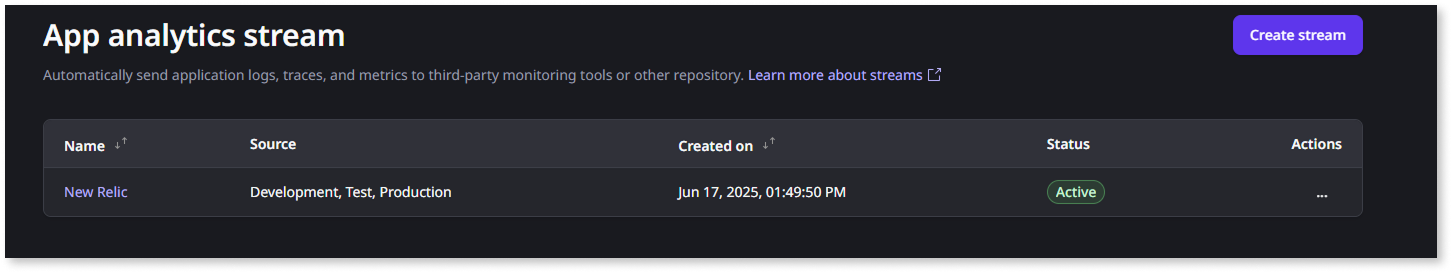 App analytics stream
Create stream
Automatically send application logs, traces, and metrics to third-party monitoring tools or other repository. Learn more about streams
Name Source Created on Status Actions
New Relic Development, Test, Production Jun 17, 2025, 01:49:50 PM Active ...